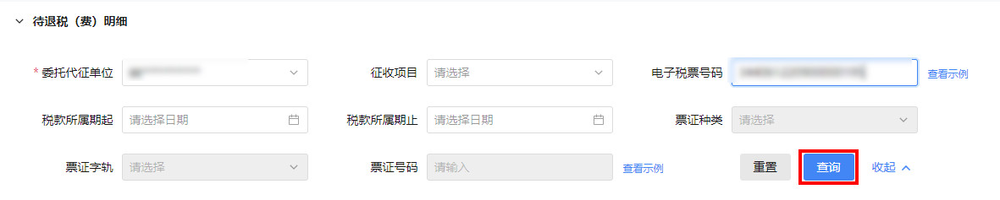 待退税（费）明细
* 委托代征单位 征收项目 请选择 电子税票号码 查看示例
税款所属期起 请选择日期 税款所属期止 请选择日期 票证种类 请选择
票证字轨 请选择 票证号码 请输入 查看示例 重置 查询 收起